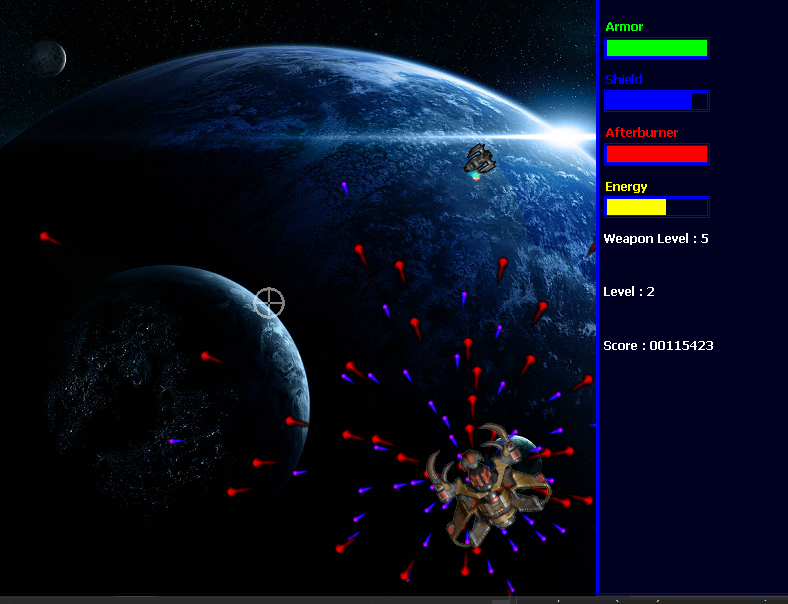 Armor
Shield
Afterburner
Energy
Weapon Level : 5
Level : 2
Score : 00115423